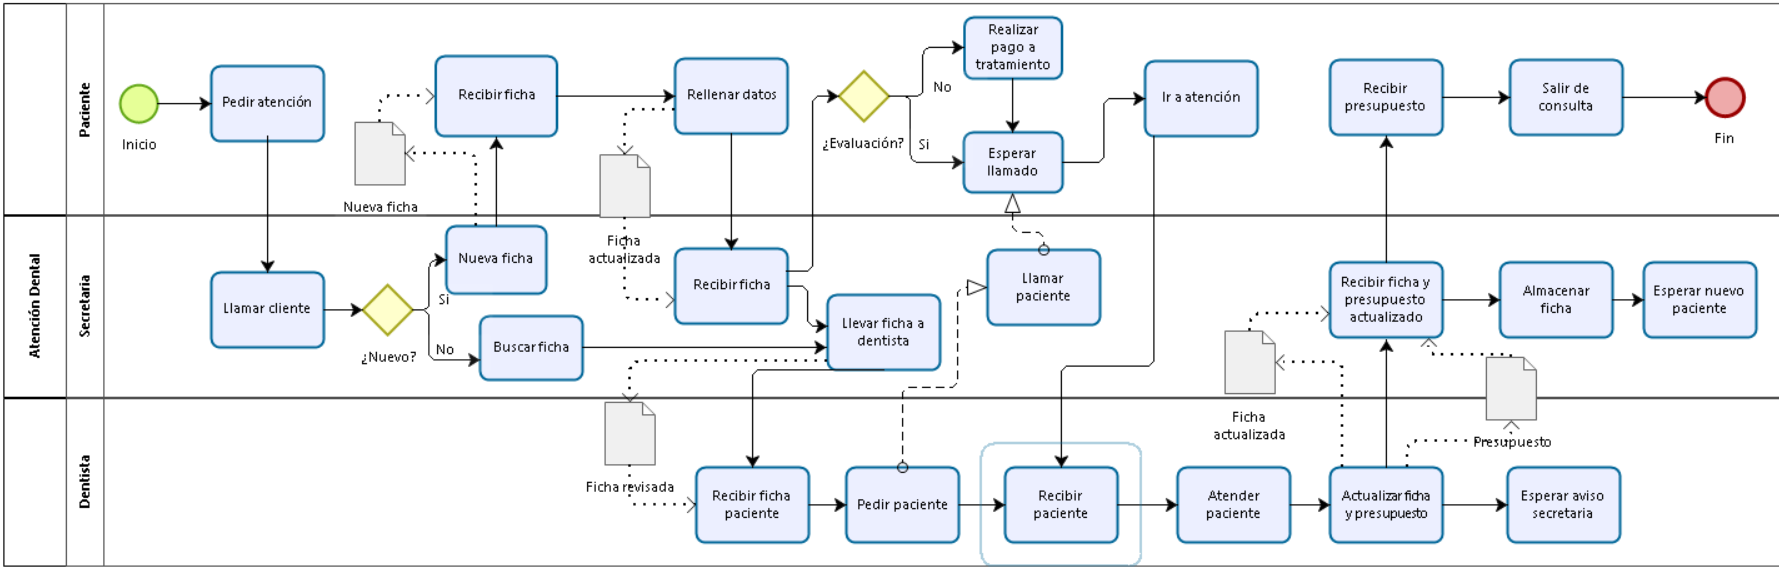 Atención Dental
Paciente
Inicio
Pedir atención
Nueva ficha
Recibir ficha
Rellenar datos
Ficha
actualizada
¿Evaluación?
No
Si
Realizar
pago a
tratamiento
Esperar
llamado
Ir a atención
Recibir
presupuesto
Salir de
consulta
Fin
Secretaria
Llamar cliente
¿Nuevo?
Si
No
Nueva ficha
Buscar ficha
Recibir ficha
Llevar ficha a
dentista
Llamar
paciente
Recibir ficha y
presupuesto
actualizado
Almacenar
ficha
Esperar nuevo
paciente
Dentista
Ficha revisada
Recibir ficha
paciente
Pedir paciente
Recibir
paciente
Atender
paciente
Ficha
actualizada
Presupuesto
Actualizar ficha
y presupuesto
Esperar aviso
secretaria